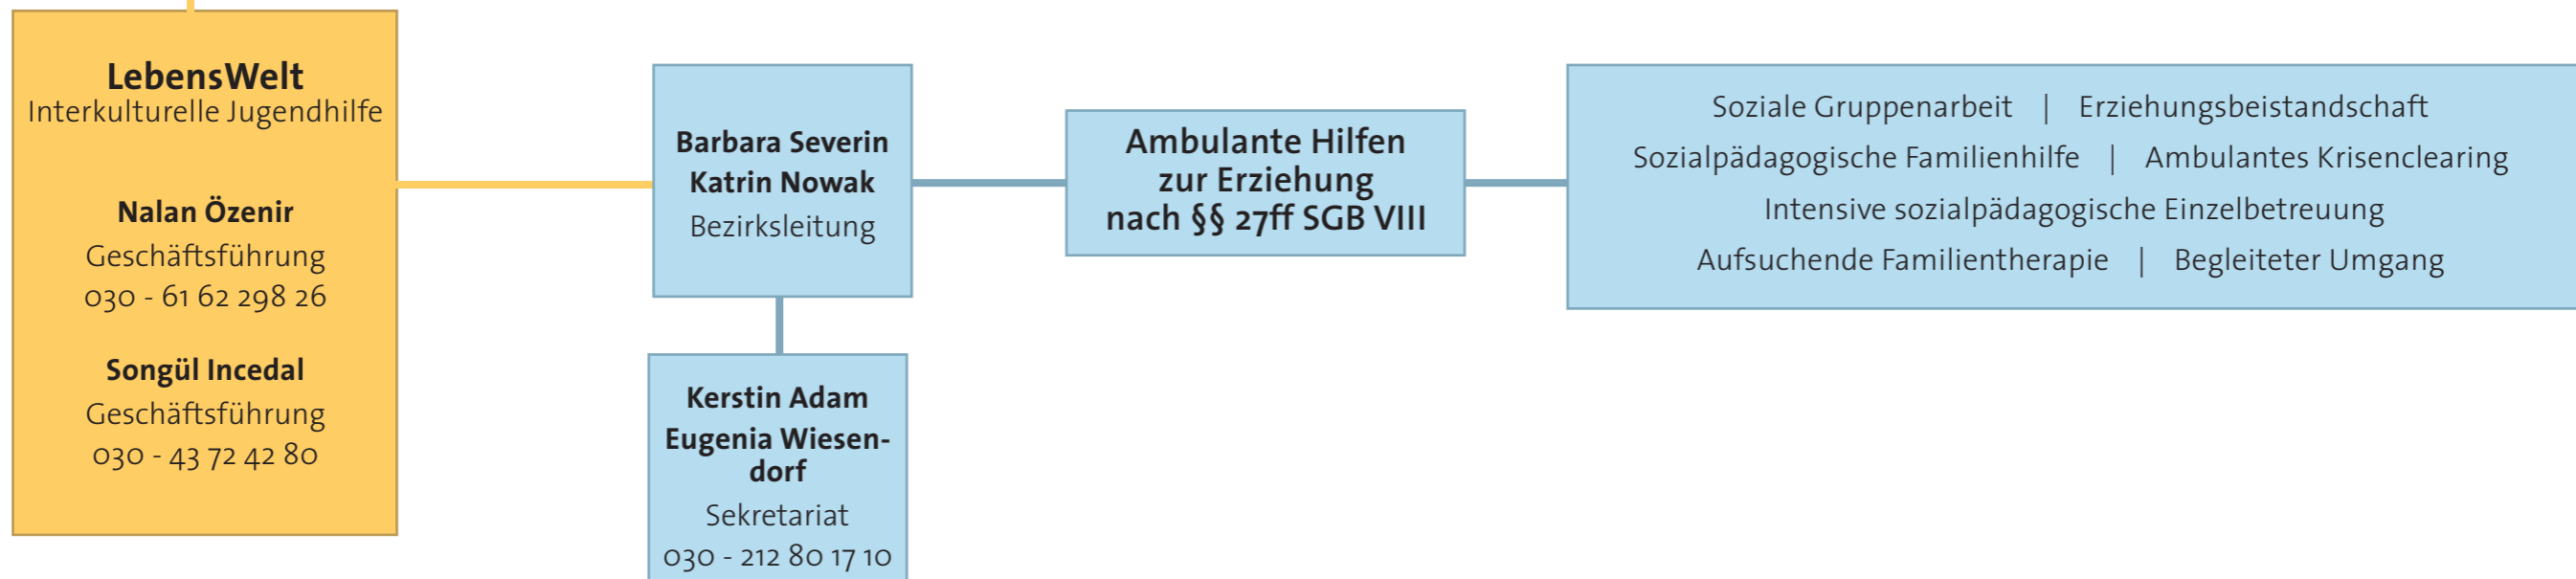 LebensWelt
Interkulturelle Jugendhilfe
Nalan Özenir
Geschäftsführung
030 - 61 62 298 26
Songül Incedal
Geschäftsführung
030 - 43 72 42 80
Barbara Severin
Katrin Nowak
Bezirksleitung
Kerstin Adam
Eugenia Wiesen-
dorf
Sekretariat
030 - 212 80 17 10
Ambulante Hilfen
zur Erziehung
nach §§ 27ff SGB VIII
Soziale Gruppenarbeit | Erziehungsbeistandschaft
Sozialpädagogische Familienhilfe | Ambulantes Krisenclearing
Intensive sozialpädagogische Einzelbetreuung
Aufsuchende Familientherapie | Begleiteter Umgang